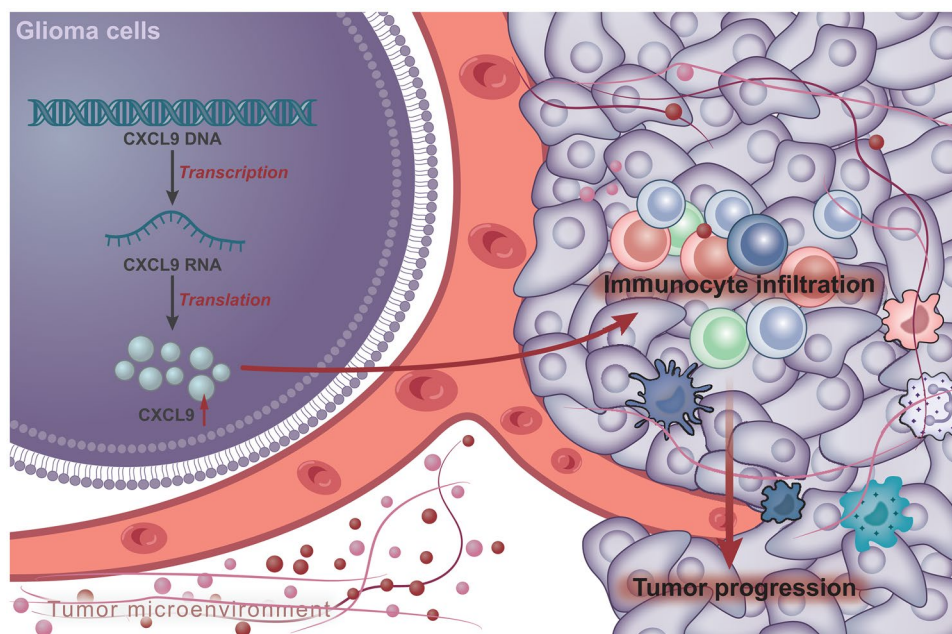 Glioma cells
CXCL9 DNA
Transcription
CXCL9 RNA
Translation
CXCL9
Immunocyte infiltration
Tumor progression
Tumor microenvironment